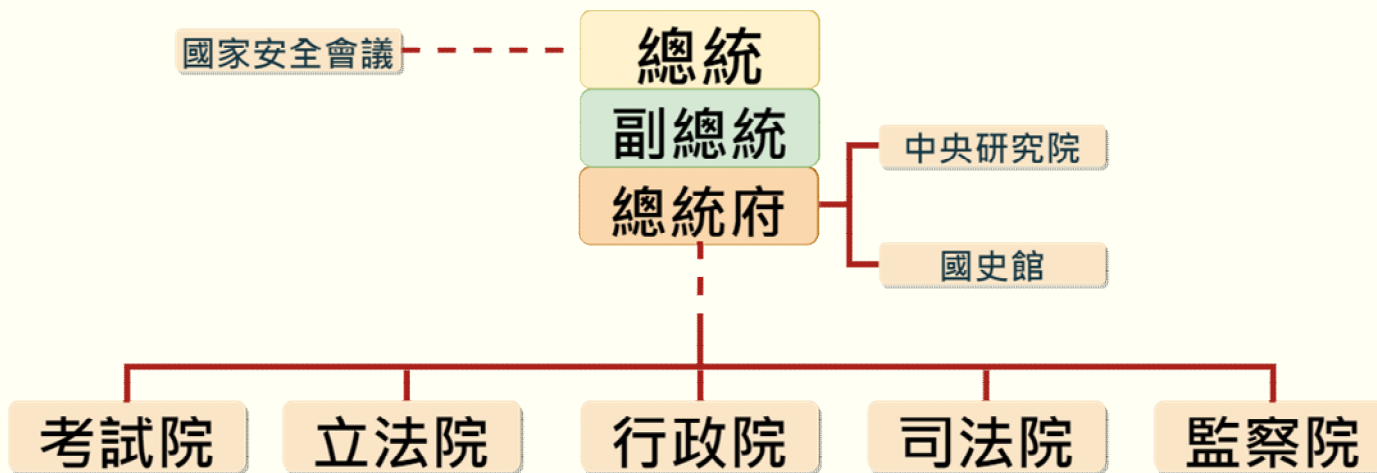 國家安全會議
總統
副總統
總統府
中央研究院
國史館
考試院
立法院
行政院
司法院
監察院